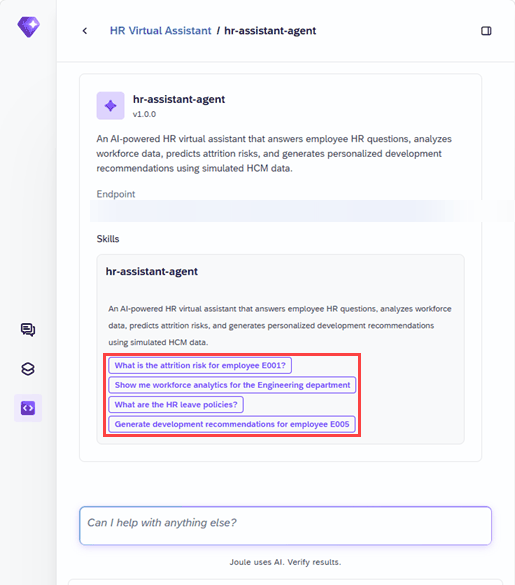 HR Virtual Assistant / hr-assistant-agent
hr-assistant-agent
v1.0.0
An AI-powered HR virtual assistant that answers employee HR questions, analyzes
workforce data, predicts attrition risks, and generates personalized development
recommendations using simulated HCM data.
Endpoint
Skills
hr-assistant-agent
An AI-powered HR virtual assistant that answers employee HR questions, analyzes workforce
data, predicts attrition risks, and generates personalized development recommendations
using simulated HCM data.
What is the attrition risk for employee E001?
Show me workforce analytics for the Engineering department
What are the HR leave policies?
Generate development recommendations for employee E005
Can I help with anything else?
Joule uses AI. Verify results.